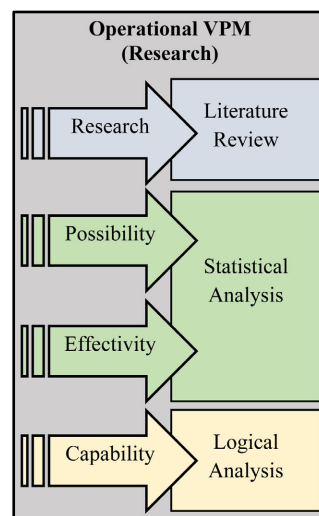 Operational VPM
(Research)
Research
Literature
Review
Possibility
Statistical
Analysis
Effectivity
Capability
Logical
Analysis